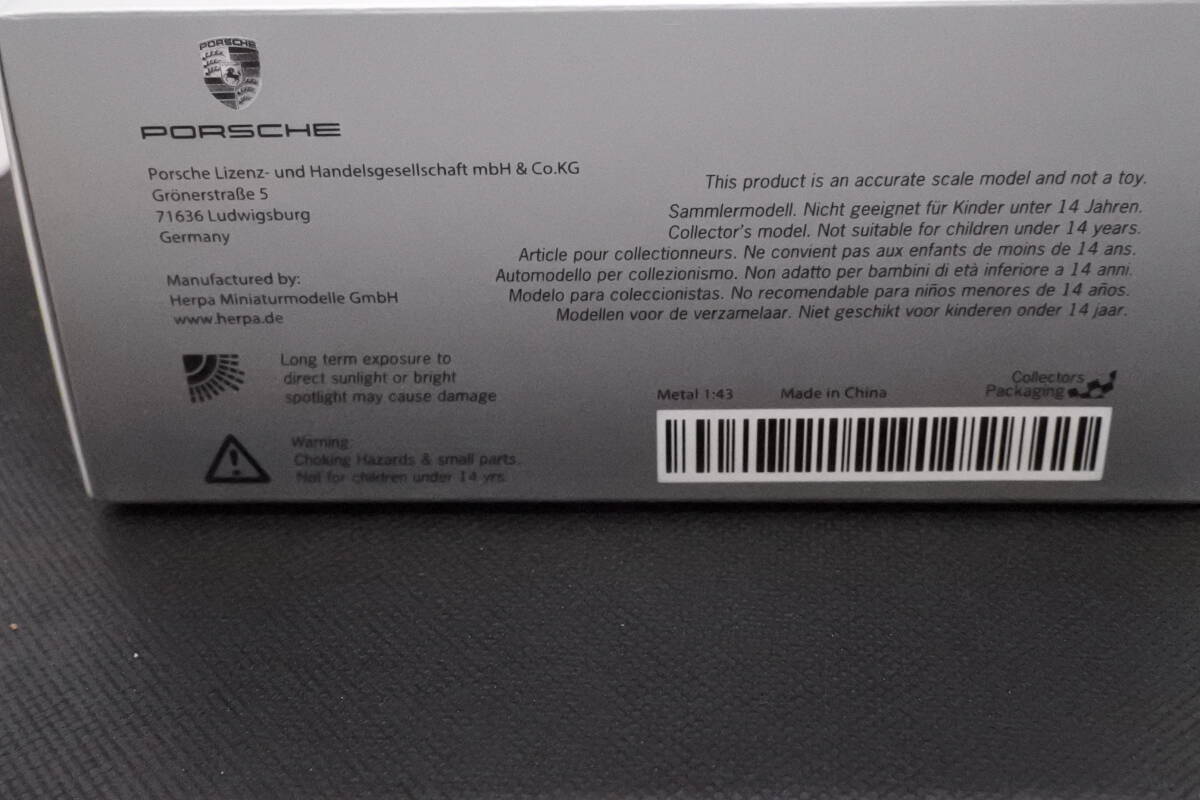 PORSCHE
PORSCHE
Porsche Lizenz- und Handelsgesellschaft mbH & Co.KG
Grönerstraße 5
71636 Ludwigsburg
Germany
Manufactured by:
Herpa Miniaturmodelle GmbH
www.herpa.de
Long term exposure to
direct sunlight or bright
spotlight may cause damage
Warning:
Choking Hazards & small parts.
Not for children under 14 yrs.
This product is an accurate scale model and not a toy.
Sammlermodell. Nicht geeignet für Kinder unter 14 Jahren.
Collector's model. Not suitable for children under 14 years.
Article pour collectionneurs. Ne convient pas aux enfants de moins de 14 ans.
Automodello per collezionismo. Non adatto per bambini di età inferiore a 14 anni.
Modelo para coleccionistas. No recomendable para niños menores de 14 años.
Modellen voor de verzamelaar. Niet geschikt voor kinderen onder 14 jaar.
Metal 1:43
Made in China
Collectors
Packaging